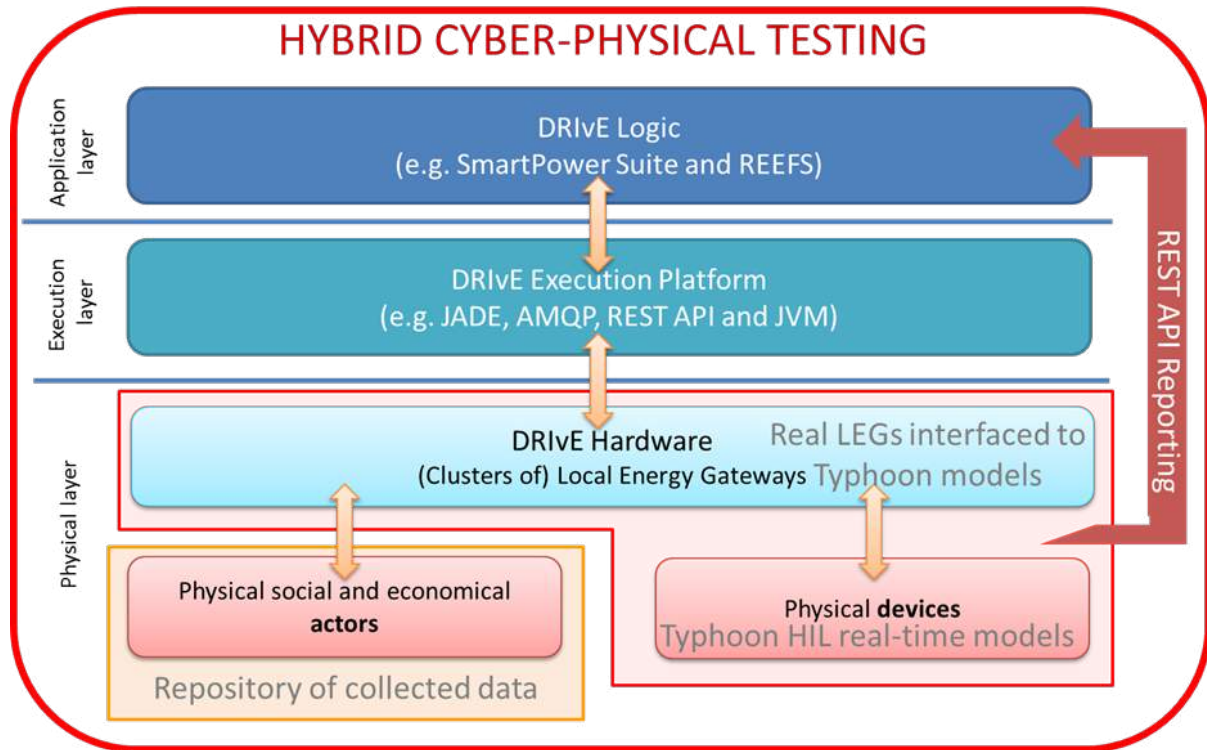 HYBRID CYBER-PHYSICAL TESTING
Application
layer
DRIvE Logic
(e.g. SmartPower Suite and REEFS)
Execution
layer
DRIvE Execution Platform
(e.g. JADE, AMQP, REST API and JVM)
REST API Reporting
Physical layer
DRIvE Hardware
(Clusters of) Local Energy Gateways
Real LEGs interfaced to
Typhoon models
Physical social and economical
actors
Repository of collected data
Physical devices
Typhoon HIL real-time models